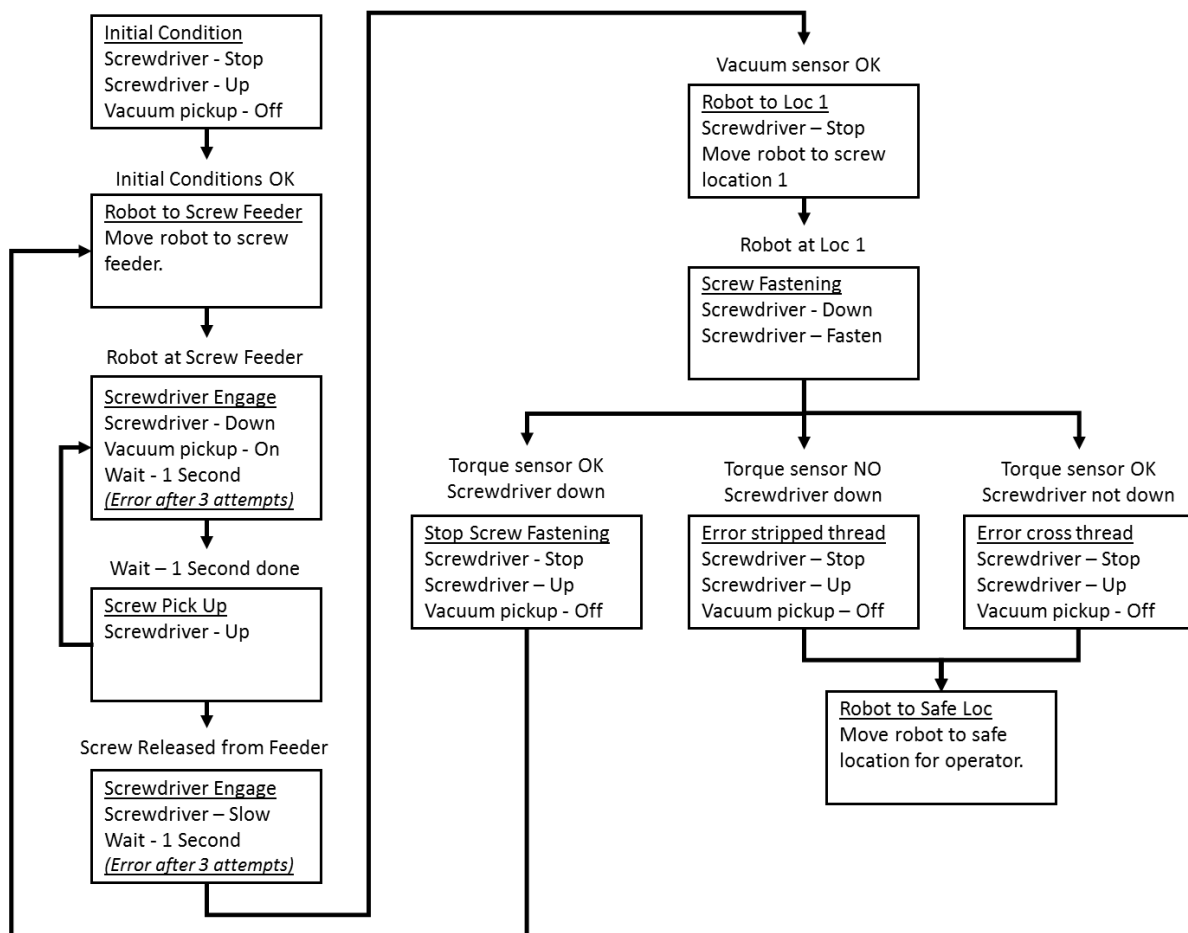 Initial Condition
Screwdriver - Stop
Screwdriver - Up
Vacuum pickup - Off
Initial Conditions OK
Robot to Screw Feeder
Move robot to screw
feeder.
Robot at Screw Feeder
Screwdriver Engage
Screwdriver - Down
Vacuum pickup - On
Wait - 1 Second
(Error after 3 attempts)
Wait – 1 Second done
Screw Pick Up
Screwdriver - Up
Screw Released from Feeder
Screwdriver Engage
Screwdriver – Slow
Wait - 1 Second
(Error after 3 attempts)
Vacuum sensor OK
Robot to Loc 1
Screwdriver – Stop
Move robot to screw
location 1
Robot at Loc 1
Screw Fastening
Screwdriver - Down
Screwdriver – Fasten
Torque sensor OK
Screwdriver down
Stop Screw Fastening
Screwdriver - Stop
Screwdriver – Up
Vacuum pickup - Off
Torque sensor NO
Screwdriver down
Error stripped thread
Screwdriver – Stop
Screwdriver – Up
Vacuum pickup – Off
Torque sensor OK
Screwdriver not down
Error cross thread
Screwdriver – Stop
Screwdriver – Up
Vacuum pickup - Off
Robot to Safe Loc
Move robot to safe
location for operator.